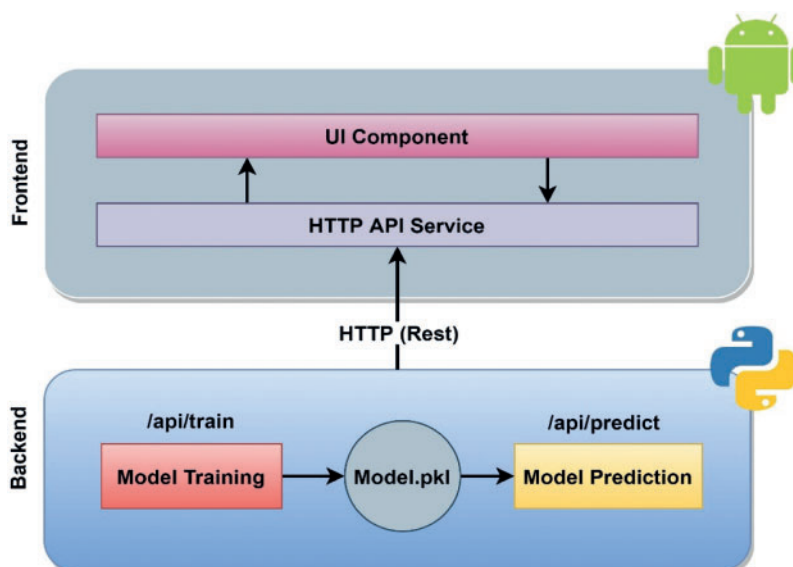 Frontend
UI Component
HTTP API Service
HTTP (Rest)
Backend
/api/train
/api/predict
Model Training
Model.pkl
Model Prediction